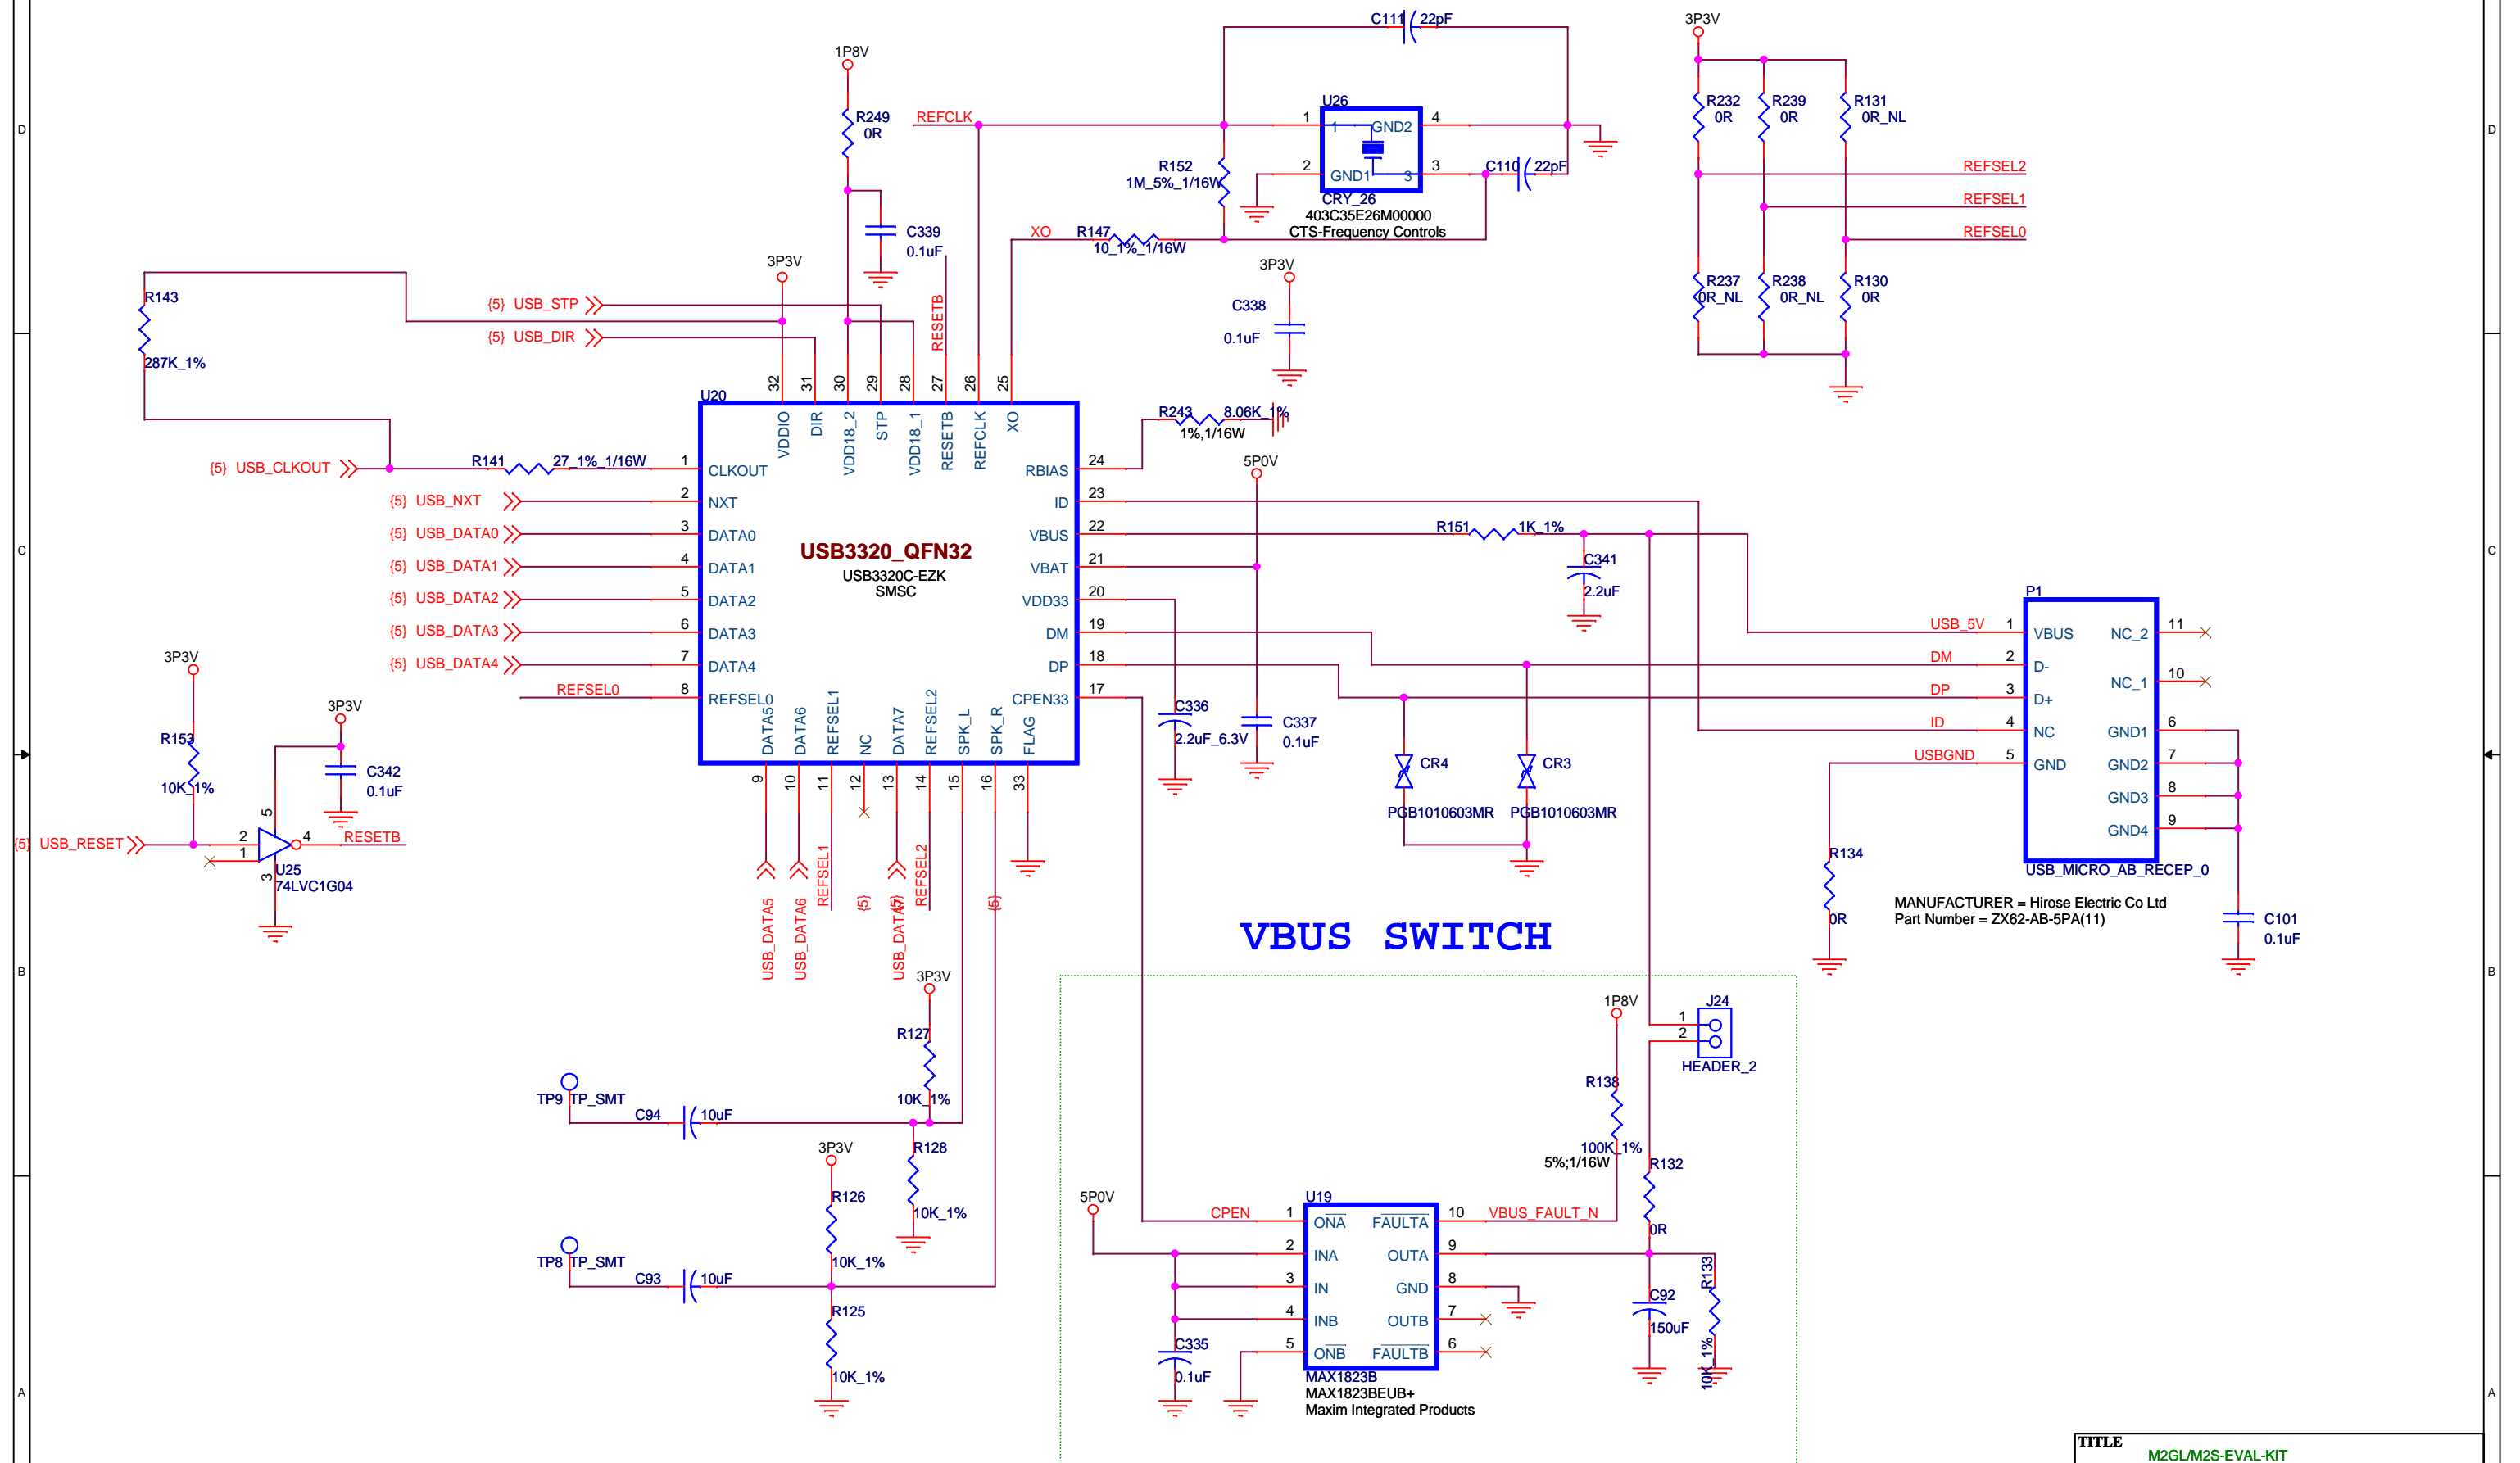 C111 22pF
3P3V
1P8V
U26
R232
0R
R239
0R
R131
0R_NL
R249
0R
REFCLK
1
1
GND2
4
D
D
R152
1M_5%_1/16W
2
GND1
3
3
C110 22pF
REFSEL2
CRY_26
403C35E26M00000
CTS-Frequency Controls
REFSEL1
REFSEL0
XO
R147
10_1%_1/16W
C339
0.1uF
3P3V
3P3V
R143
287K_1%
{5} USB_STP
{5} USB_DIR
RESETB
C338
0.1uF
R237
0R_NL
R238
0R_NL
R130
0R
32
31
30
29
28
27
26
25
U20
VDDIO
DIR
VDD18_2
STP
VDD18_1
RESETB
REFCLK
XO
R243 8.06K_1%
1%,1/16W
{5} USB_CLKOUT
R141 27_1%_1/16W
1 CLKOUT
RBIAS 24
5P0V
{5} USB_NXT
2 NXT
ID 23
{5} USB_DATA0
3 DATA0
VBUS 22
R151 1K_1%
C
C
USB3320_QFN32
USB3320C-EZK
SMSC
{5} USB_DATA1
4 DATA1
VBAT 21
C341
2.2uF
{5} USB_DATA2
5 DATA2
VDD33 20
P1
{5} USB_DATA3
6 DATA3
DM 19
USB_5V 1 VBUS
NC_2 11
{5} USB_DATA4
7 DATA4
DP 18
DM 2 D-
NC_1 10
REFSEL0
8 REFSEL0
CPEN33 17
DP 3 D+
ID 4 NC
GND1 6
USBGND 5 GND
GND2 7
GND3 8
GND4 9
DATA5
DATA6
REFSEL1
NC
DATA7
REFSEL2
SPK_L
SPK_R
FLAG
9
10
11
12
13
14
15
16
33
C336
2.2uF_6.3V
C337
0.1uF
CR4
PGB1010603MR
CR3
PGB1010603MR
USB_MICRO_AB_RECEP_0
MANUFACTURER = Hirose Electric Co Ltd
Part Number = ZX62-AB-5PA(11)
R134
0R
C101
0.1uF
3P3V
R153
10K_1%
3P3V
C342
0.1uF
{5} USB_RESET
2
1
5
4
3
RESETB
U25
74LVC1G04
USB_DATA5
USB_DATA6
REFSEL1
{5}
{5}
USB_DATA7
REFSEL2
{5}
VBUS SWITCH
B
B
3P3V
R127
10K_1%
TP9 TP_SMT
C94 10uF
R128
10K_1%
3P3V
R126
10K_1%
TP8 TP_SMT
C93 10uF
R125
10K_1%
1P8V
J24
1
2
HEADER_2
R138
100K_1%
5%;1/16W
R132
0R
5P0V
U19
CPEN
1 ONA
FAULTA 10
VBUS_FAULT_N
2 INA
OUTA 9
3 IN
GND 8
4 INB
OUTB 7
5 ONB
FAULTB 6
C335
0.1uF
C92
150uF
R133
10K_1%
MAX1823B
MAX1823BEUB+
Maxim Integrated Products
A
A
TITLE
M2GL/M2S-EVAL-KIT